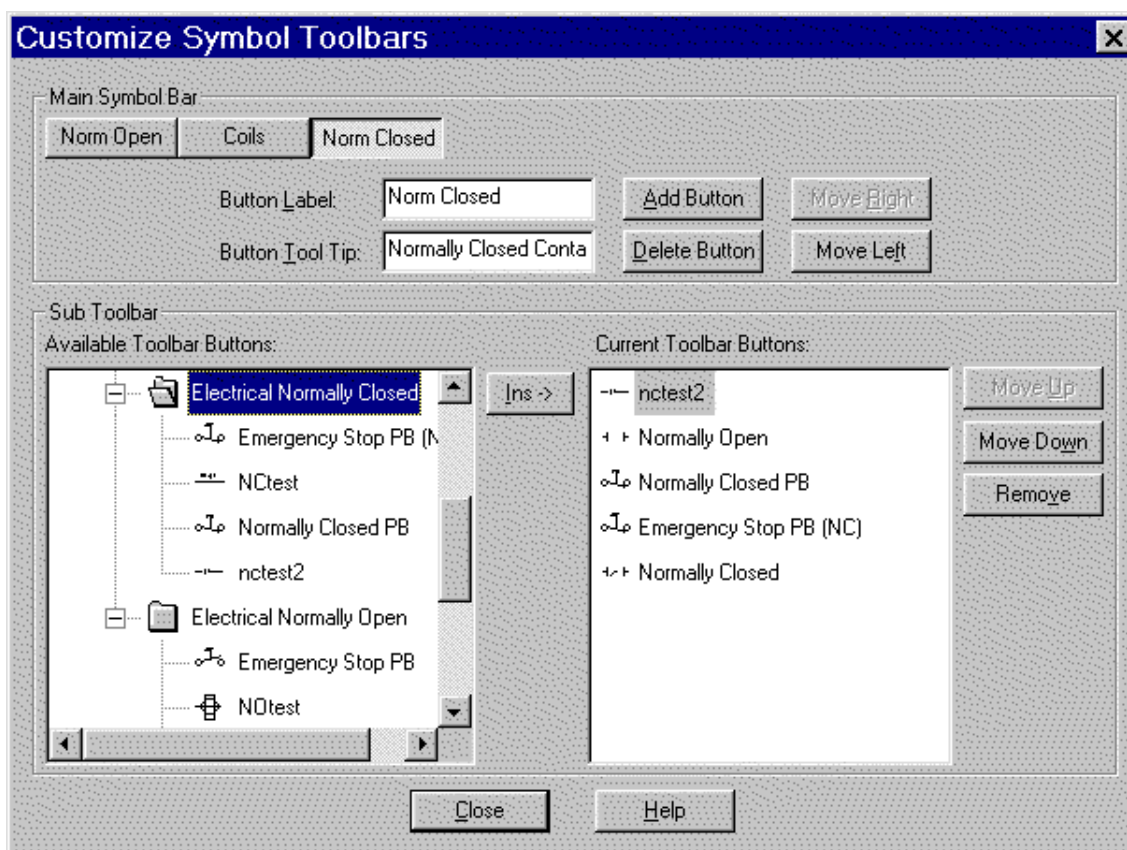 Customize Symbol Toolbars
Main Symbol Bar
Norm Open Coils Norm Closed
Button Label: Norm Closed Add Button Move Right
Button Tool Tip: Normally Closed Conta Delete Button Move Left
Sub Toolbar
Available Toolbar Buttons: Current Toolbar Buttons:
Electrical Normally Closed Ins -> nctest2 Move Up
Emergency Stop PB (N Normally Open Move Down
NCtest Normally Closed PB Remove
Normally Closed PB Emergency Stop PB (NC)
nctest2 Normally Closed
Electrical Normally Open
Emergency Stop PB
NOtest
Close Help